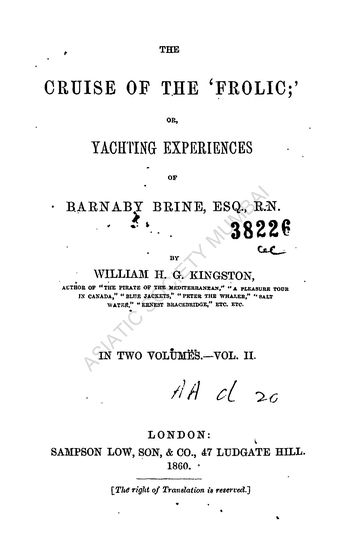 THE
CRUISE OF THE 'FROLIC;'
OR,
YACHTING EXPERIENCES
OF
BARNABY BRINE, ESQ., R.N.
38226
BY
WILLIAM H. G. KINGSTON,
AUTHOR OF "THE PIRATE OF THE MEDITERRANEAN," "A PLEASURE TOUR
IN CANADA," "BLUE JACKETS," "PETER THE WHALER," "SALT
WATER," "ERNEST BRACEBRIDGE," ETC. ETC.
ASIATIC SOCIETY MUMBAI
IN TWO VOLUMES.—VOL. II.
AA d 20
LONDON:
SAMPSON LOW, SON, & CO., 47 LUDGATE HILL.
1860.
[The right of Translation is reserved.]